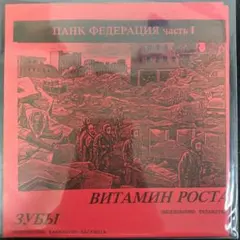 ПАНК ФЕДЕРАЦИЯ часть I
ВИТАМИН РОСТА
ЗУБЫ